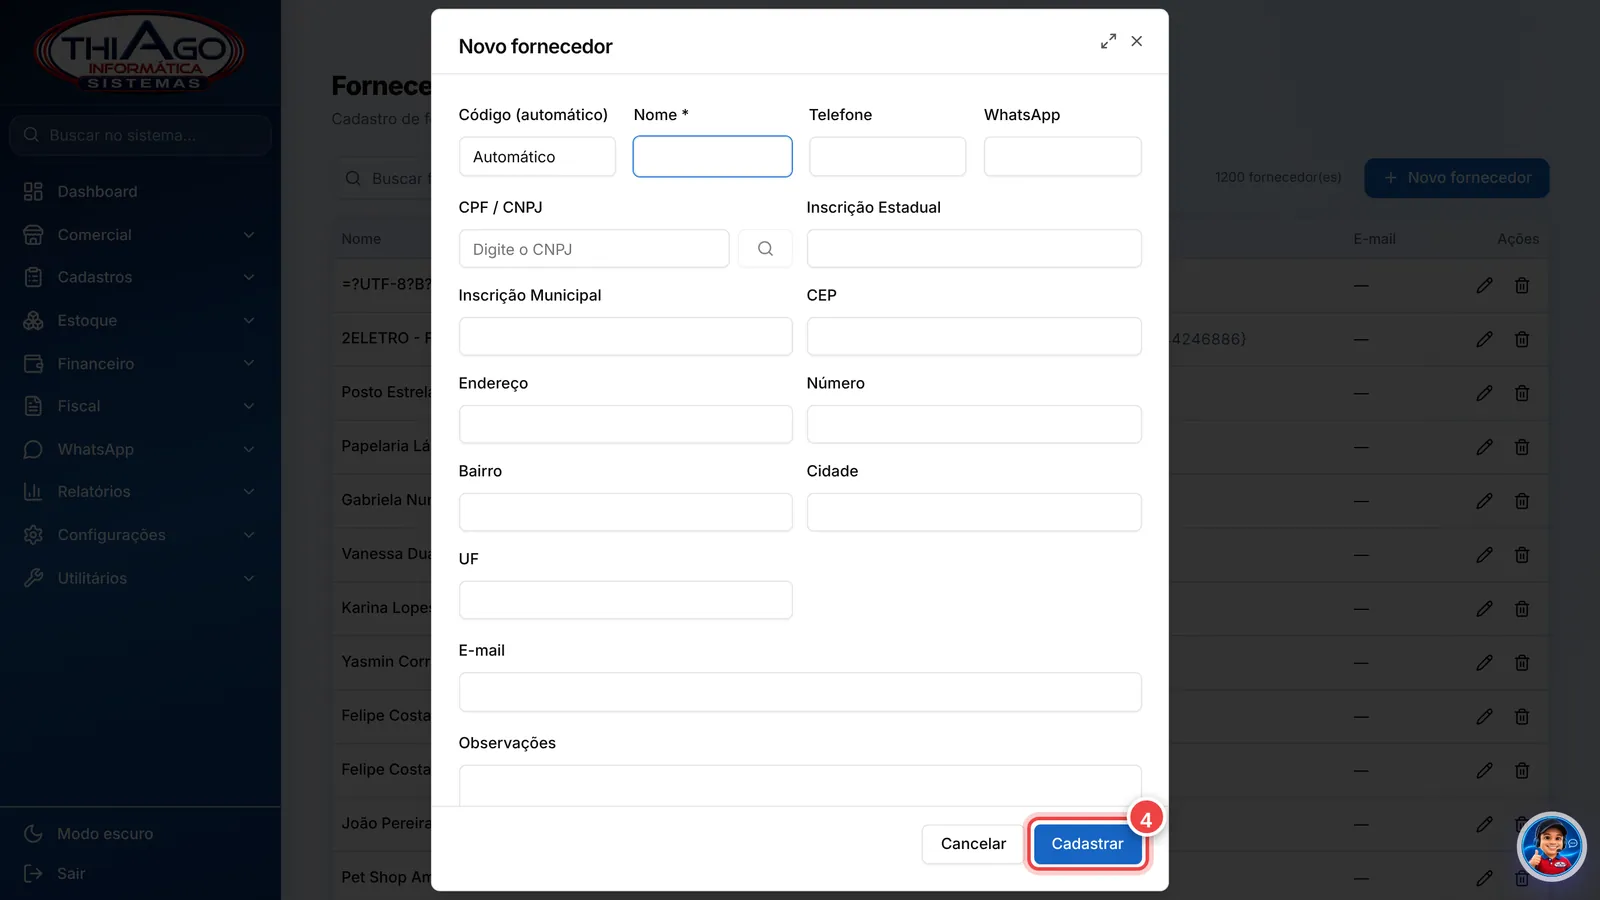 THIAGO
INFORMÁTICA
SISTEMAS
Buscar no sistema...
Dashboard
Comercial
Cadastros
Estoque
Financeiro
Fiscal
WhatsApp
Relatórios
Configurações
Utilitários
Modo escuro
Sair
Fornece
Cadastro de f
Buscar
1200 fornecedor(es)
+ Novo fornecedor
Nome
E-mail
Ações
=?UTF-8?B?
—
2ELETRO - F
4246886}
—
Posto Estrela
—
Papelaria Lá
—
Gabriela Nun
—
Vanessa Dua
—
Karina Lopes
—
Yasmin Corr
—
Felipe Costa
—
Felipe Costa
—
João Pereira
Pet Shop Am
—
Novo fornecedor
Código (automático)
Nome *
Telefone
WhatsApp
Automático
CPF / CNPJ
Inscrição Estadual
Digite o CNPJ
Inscrição Municipal
CEP
Endereço
Número
Bairro
Cidade
UF
E-mail
Observações
Cancelar
Cadastrar
4